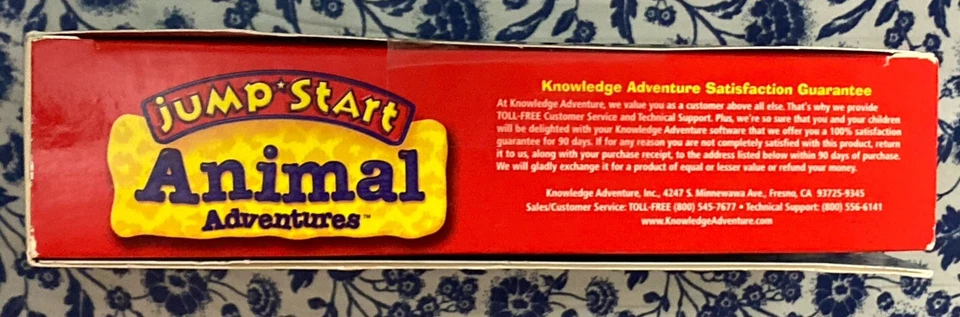 JUMP★START
Animal
Adventures™
Knowledge Adventure Satisfaction Guarantee
At Knowledge Adventure, we value you as a customer above all else. That's why we provide
TOLL-FREE Customer Service and Technical Support. Plus, we're so sure that you and your children
will be delighted with your Knowledge Adventure software that we offer you a 100% satisfaction
guarantee for 90 days. If for any reason you are not completely satisfied with this product, return
it to us, along with your purchase receipt, to the address listed below within 90 days of purchase.
We will gladly exchange it for a product of equal or lesser value or refund your money.
Knowledge Adventure, Inc., 4247 S. Minnewawa Ave., Fresno, CA 93725-9345
Sales/Customer Service: TOLL-FREE (800) 545-7677 • Technical Support: (800) 556-6141
www.KnowledgeAdventure.com